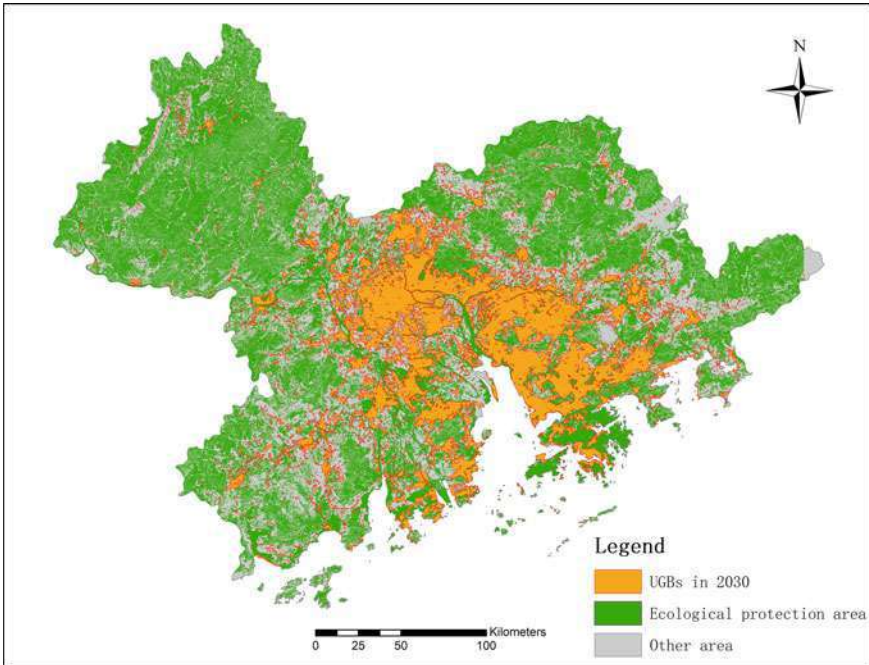 N
Legend
UGBs in 2030
Ecological protection area
Other area
Kilometers
0 25 50 100